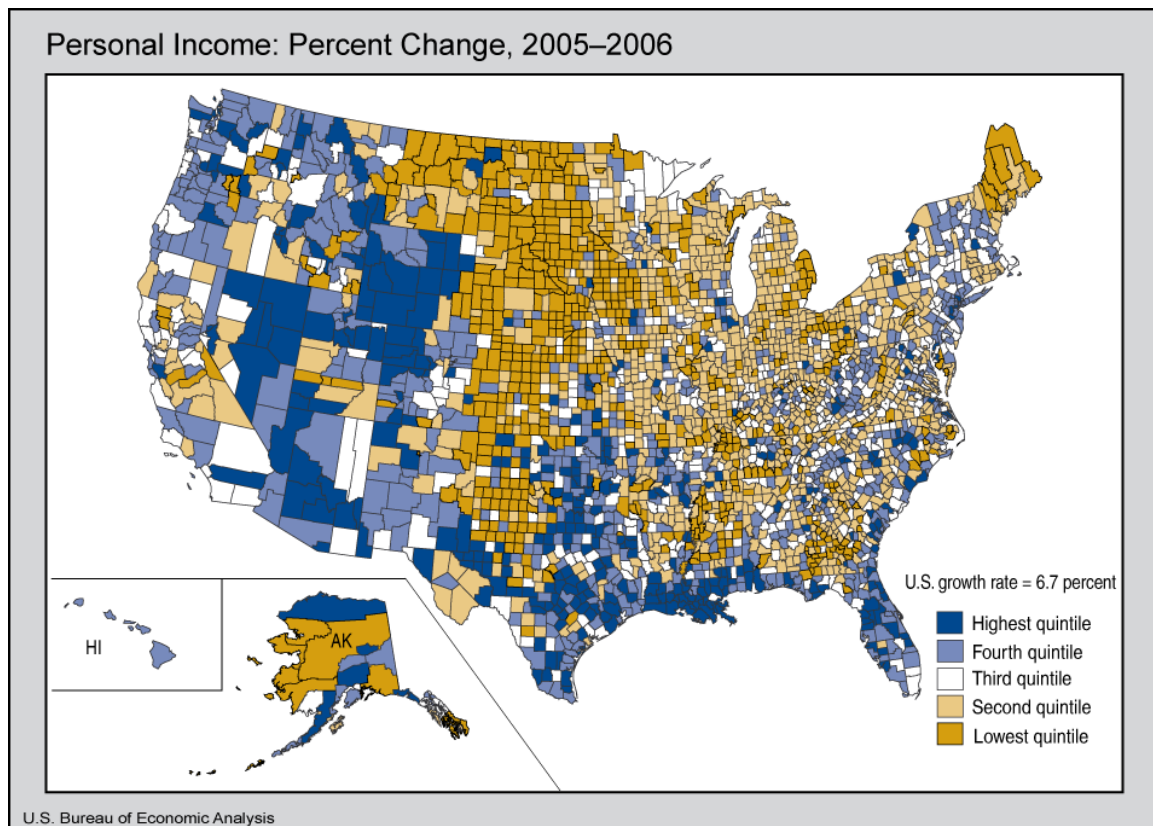 Personal Income: Percent Change, 2005–2006
HI
AK
U.S. growth rate = 6.7 percent
Highest quintile
Fourth quintile
Third quintile
Second quintile
Lowest quintile
U.S. Bureau of Economic Analysis